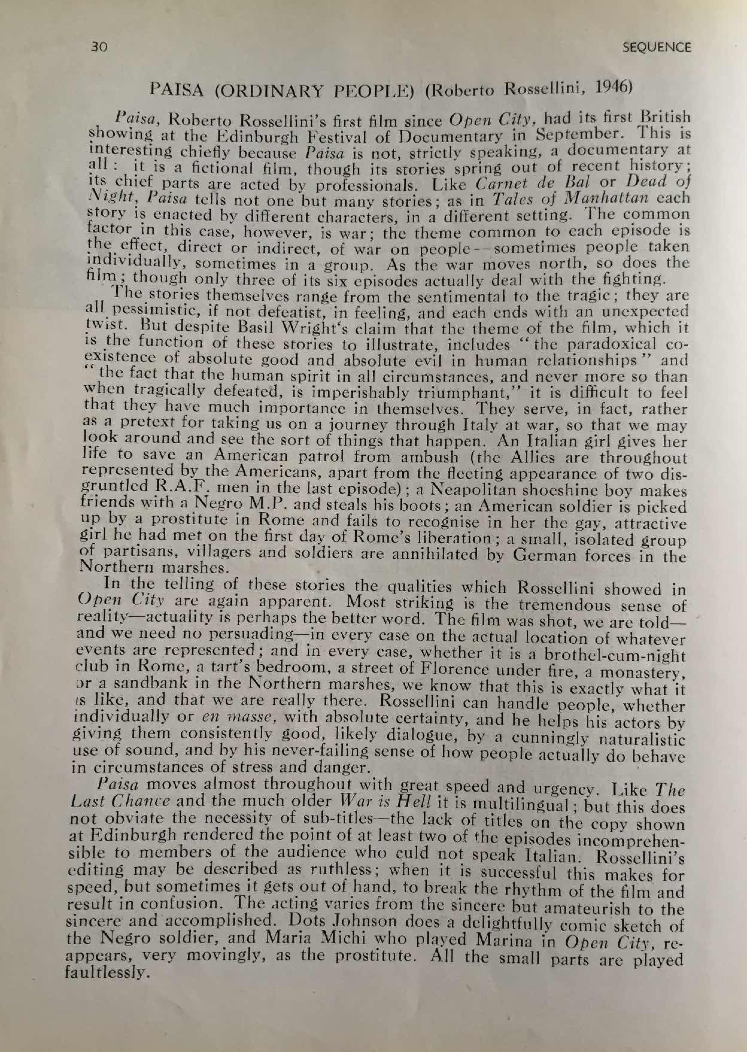 30 SEQUENCE
PAISA (ORDINARY PEOPLE) (Roberto Rossellini, 1946)
Paisa, Roberto Rossellini's first film since Open City, had its first British
showing at the Edinburgh Festival of Documentary in September. This is
interesting chiefly because Paisa is not, strictly speaking, a documentary at
all : it is a fictional film, though its stories spring out of recent history;
its chief parts are acted by professionals. Like Carnet de Bal or Dead of
Night, Paisa tells not one but many stories; as in Tales of Manhattan each
story is enacted by different characters, in a different setting. The common
factor in this case, however, is war; the theme common to each episode is
the effect, direct or indirect, of war on people--sometimes people taken
individually, sometimes in a group. As the war moves north, so does the
film; though only three of its six episodes actually deal with the fighting.
The stories themselves range from the sentimental to the tragic; they are
all pessimistic, if not defeatist, in feeling, and each ends with an unexpected
twist. But despite Basil Wright's claim that the theme of the film, which it
is the function of these stories to illustrate, includes "the paradoxical co-
existence of absolute good and absolute evil in human relationships" and
"the fact that the human spirit in all circumstances, and never more so than
when tragically defeated, is imperishably triumphant," it is difficult to feel
that they have much importance in themselves. They serve, in fact, rather
as a pretext for taking us on a journey through Italy at war, so that we may
look around and see the sort of things that happen. An Italian girl gives her
life to save an American patrol from ambush (the Allies are throughout
represented by the Americans, apart from the fleeting appearance of two dis-
gruntled R.A.F. men in the last episode); a Neapolitan shoeshine boy makes
friends with a Negro M.P. and steals his boots; an American soldier is picked
up by a prostitute in Rome and fails to recognise in her the gay, attractive
girl he had met on the first day of Rome's liberation; a small, isolated group
of partisans, villagers and soldiers are annihilated by German forces in the
Northern marshes.
In the telling of these stories the qualities which Rossellini showed in
Open City are again apparent. Most striking is the tremendous sense of
reality—actuality is perhaps the better word. The film was shot, we are told—
and we need no persuading—in every case on the actual location of whatever
events are represented; and in every case, whether it is a brothel-cum-night
club in Rome, a tart's bedroom, a street of Florence under fire, a monastery,
or a sandbank in the Northern marshes, we know that this is exactly what it
is like, and that we are really there. Rossellini can handle people, whether
individually or en masse, with absolute certainty, and he helps his actors by
giving them consistently good, likely dialogue, by a cunningly naturalistic
use of sound, and by his never-failing sense of how people actually do behave
in circumstances of stress and danger.
Paisa moves almost throughout with great speed and urgency. Like The
Last Chance and the much older War is Hell it is multilingual; but this does
not obviate the necessity of sub-titles—the lack of titles on the copy shown
at Edinburgh rendered the point of at least two of the episodes incomprehen-
sible to members of the audience who culd not speak Italian. Rossellini's
editing may be described as ruthless; when it is successful this makes for
speed, but sometimes it gets out of hand, to break the rhythm of the film and
result in confusion. The acting varies from the sincere but amateurish to the
sincere and accomplished. Dots Johnson does a delightfully comic sketch of
the Negro soldier, and Maria Michi who played Marina in Open City, re-
appears, very movingly, as the prostitute. All the small parts are played
faultlessly.